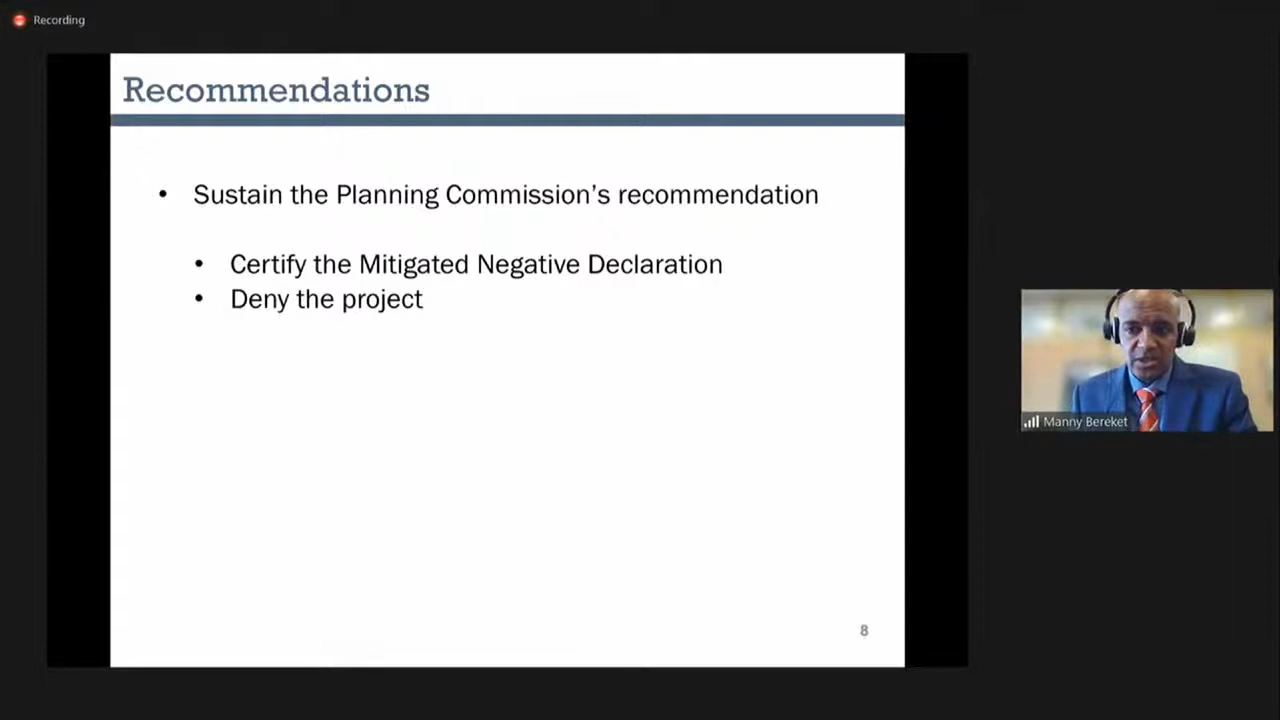 Recording
Recommendations
• Sustain the Planning Commission’s recommendation
• Certify the Mitigated Negative Declaration
• Deny the project
Manny Bereket
8